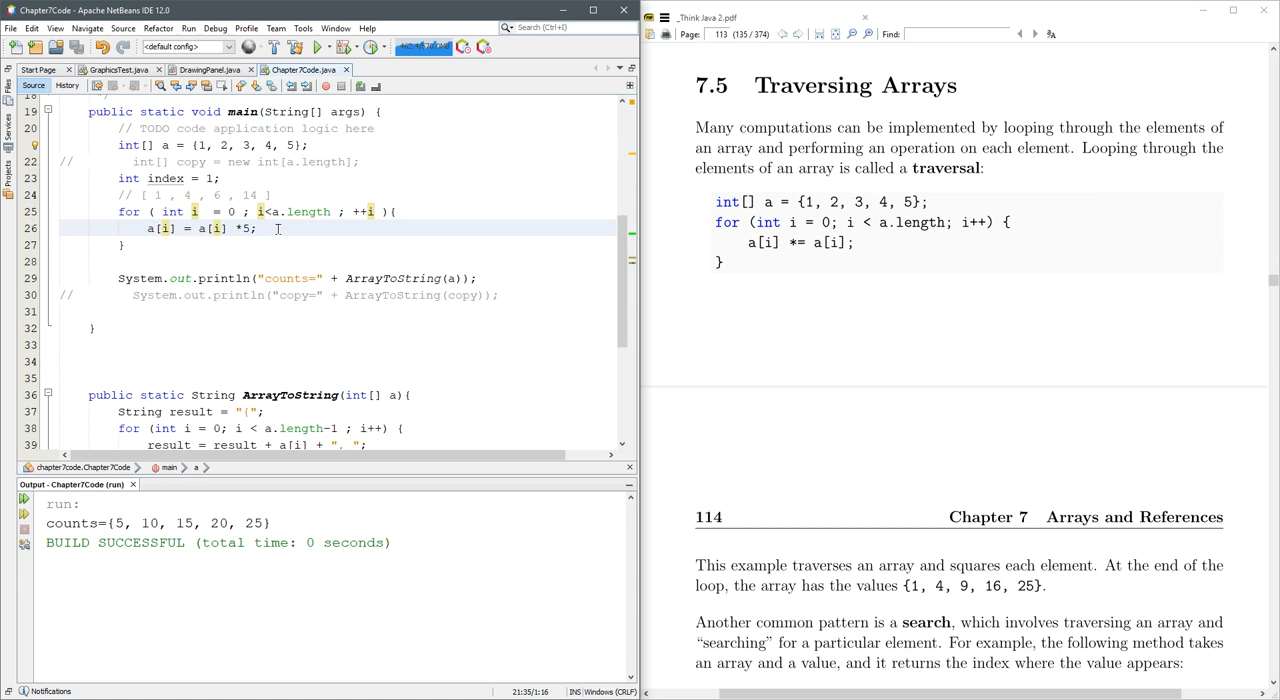 Chapter7Code - Apache NetBeans IDE 12.0
File Edit View Navigate Source Refactor Run Debug Profile Team Tools Window Help
Search (Ctrl+I)
<default config>
Start Page
GraphicsTest.java
DrawingPanel.java
Chapter7Code.java
Source History
Files
Services
Projects
18
19 public static void main(String[] args) {
20 // TODO code application logic here
int[] a = {1, 2, 3, 4, 5};
22 // int[] copy = new int[a.length];
23 int index = 1;
24 // [ 1 , 4 , 6 , 14 ]
25 for ( int i = 0 ; i<a.length ; ++i ){
26 a[i] = a[i] *5;
27 }
28
29 System.out.println("counts=" + ArrayToString(a));
30 // System.out.println("copy=" + ArrayToString(copy));
31
32 }
33
34
35
36 public static String ArrayToString(int[] a){
37 String result = "{";
38 for (int i = 0; i < a.length-1 ; i++) {
39 result = result + a[i] + ", ";
chapter7code.Chapter7Code main a
Output - Chapter7Code (run)
run:
counts={5, 10, 15, 20, 25}
BUILD SUCCESSFUL (total time: 0 seconds)
Notifications
21:35/1:16 INS Windows (CRLF)
_Think Java 2.pdf
Page: 113 (135 / 374)
Find:
7.5 Traversing Arrays
Many computations can be implemented by looping through the elements of
an array and performing an operation on each element. Looping through the
elements of an array is called a traversal:
int[] a = {1, 2, 3, 4, 5};
for (int i = 0; i < a.length; i++) {
a[i] *= a[i];
}
114 Chapter 7 Arrays and References
This example traverses an array and squares each element. At the end of the
loop, the array has the values {1, 4, 9, 16, 25}.
Another common pattern is a search, which involves traversing an array and
“searching” for a particular element. For example, the following method takes
an array and a value, and it returns the index where the value appears: